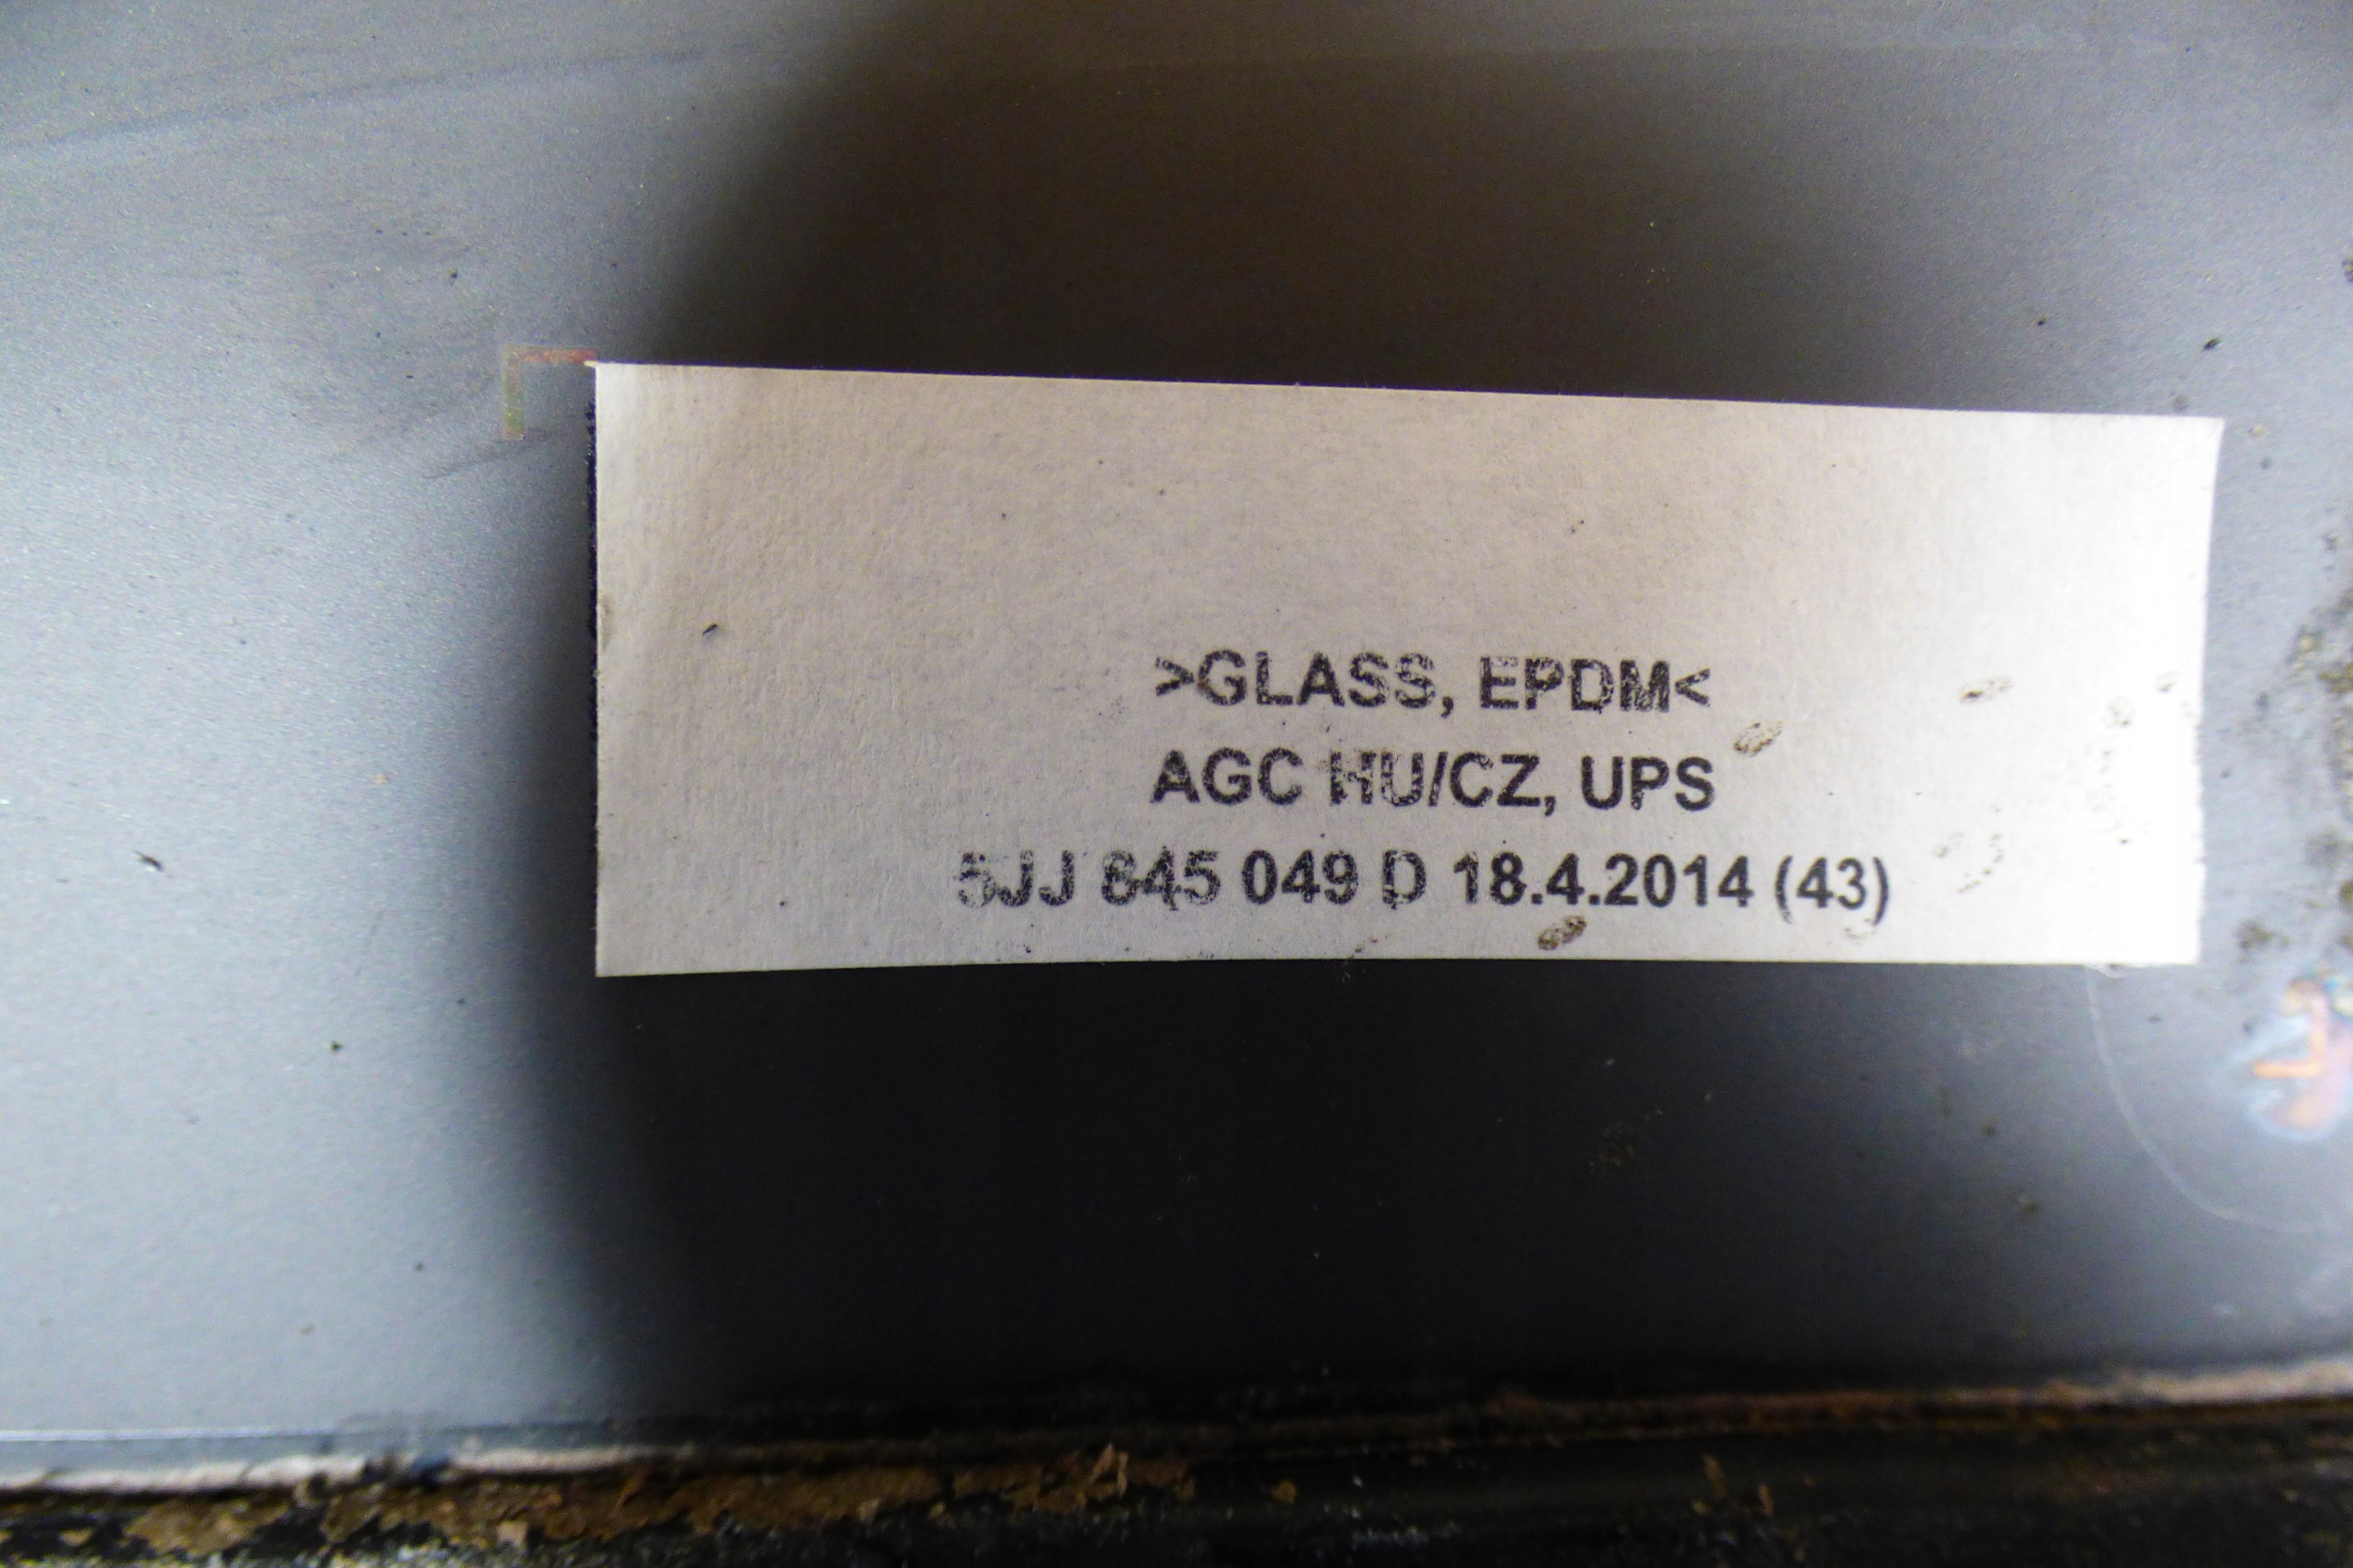 >GLASS, EPDM<
AGC HU/CZ, UPS
5JJ 845 049 D 18.4.2014 (43)